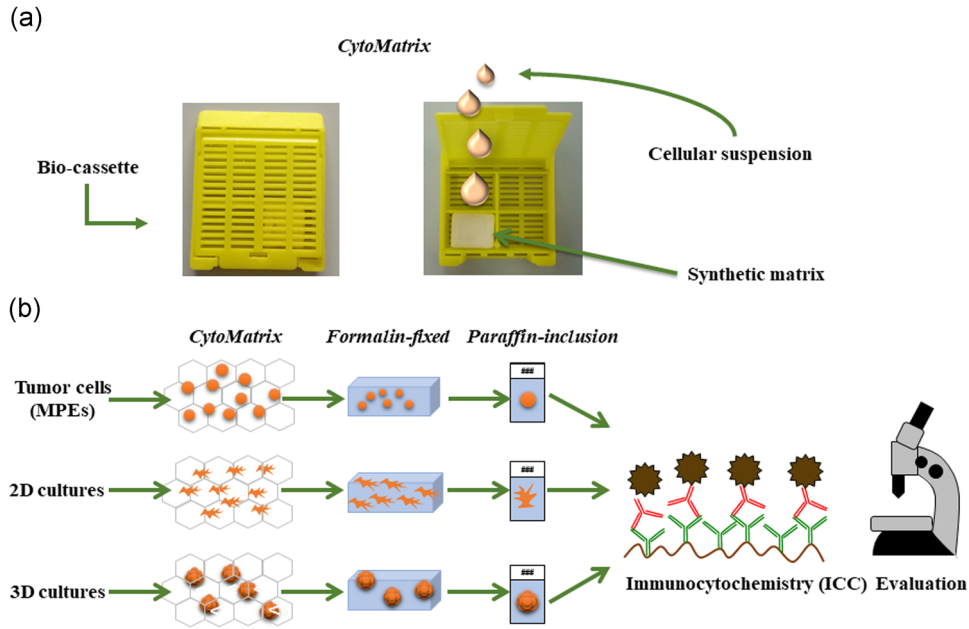 (a)
CytoMatrix
Bio-cassette
Cellular suspension
Synthetic matrix
(b)
CytoMatrix
Formalin-fixed
Paraffin-inclusion
Tumor cells
(MPEs)
###
2D cultures
###
3D cultures
###
Immunocytochemistry (ICC)
Evaluation